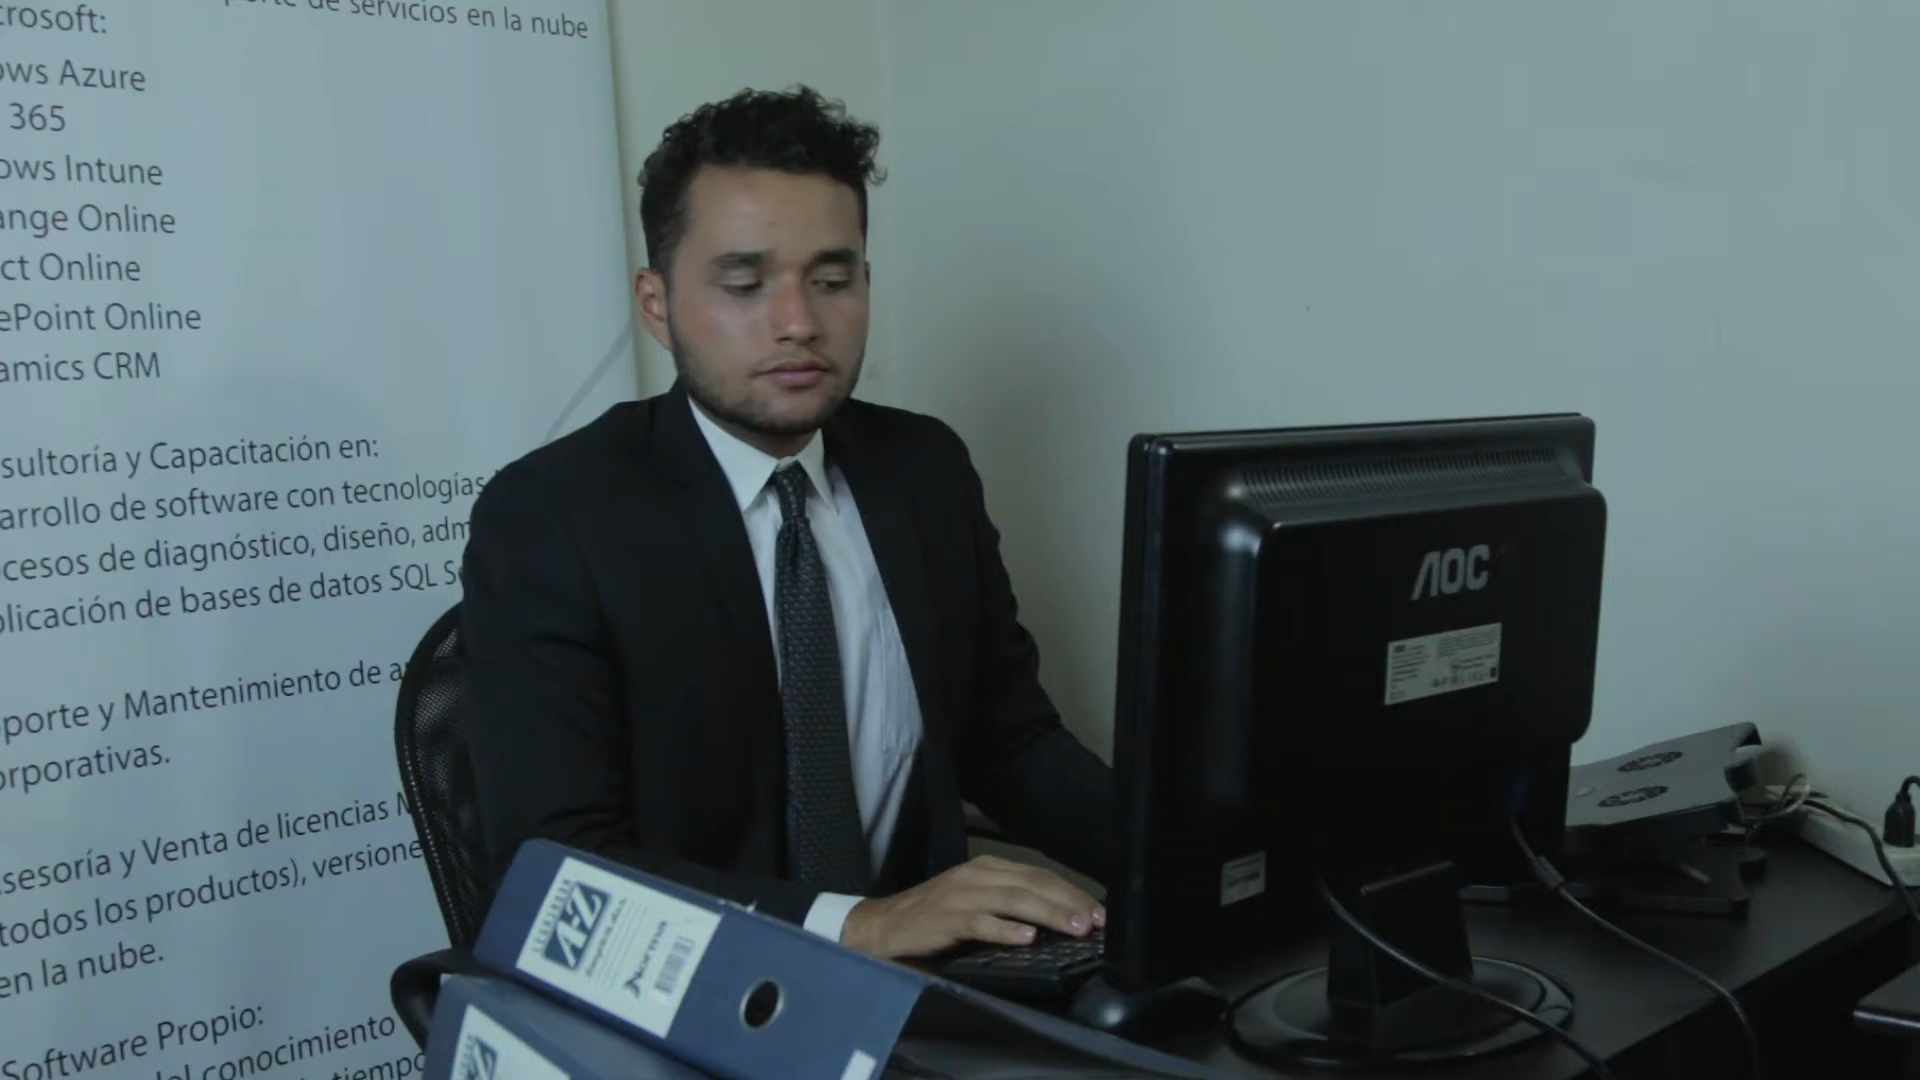 porte de servicios en la nube
crosoft:
ows Azure
365
ows Intune
ange Online
ct Online
ePoint Online
amics CRM
sultoría y Capacitación en:
arrollo de software con tecnologías
cesos de diagnóstico, diseño, adm
plicación de bases de datos SQL S
porte y Mantenimiento de a
orporativas.
sesoría y Venta de licencias M
todos los productos), versione
en la nube.
Software Propio:
del conocimiento
tiempo
AOC
A-Z
Norma
A-Z